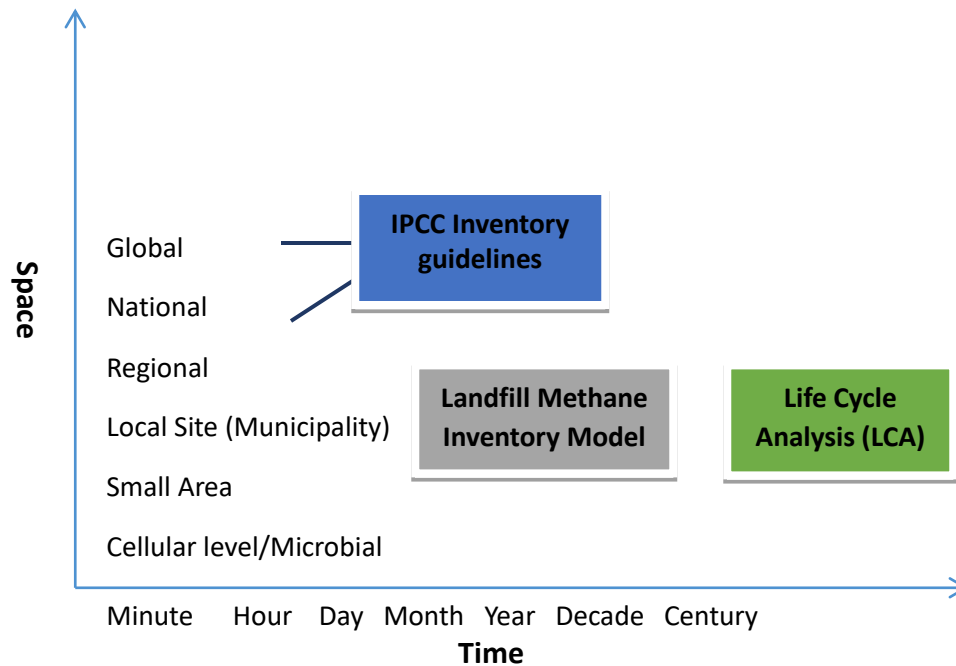 IPCC Inventory
guidelines
Global
National
Regional
Local Site (Municipality)
Small Area
Cellular level/Microbial
Space
Landfill Methane
Inventory Model
Life Cycle
Analysis (LCA)
Minute Hour Day Month Year Decade Century
Time